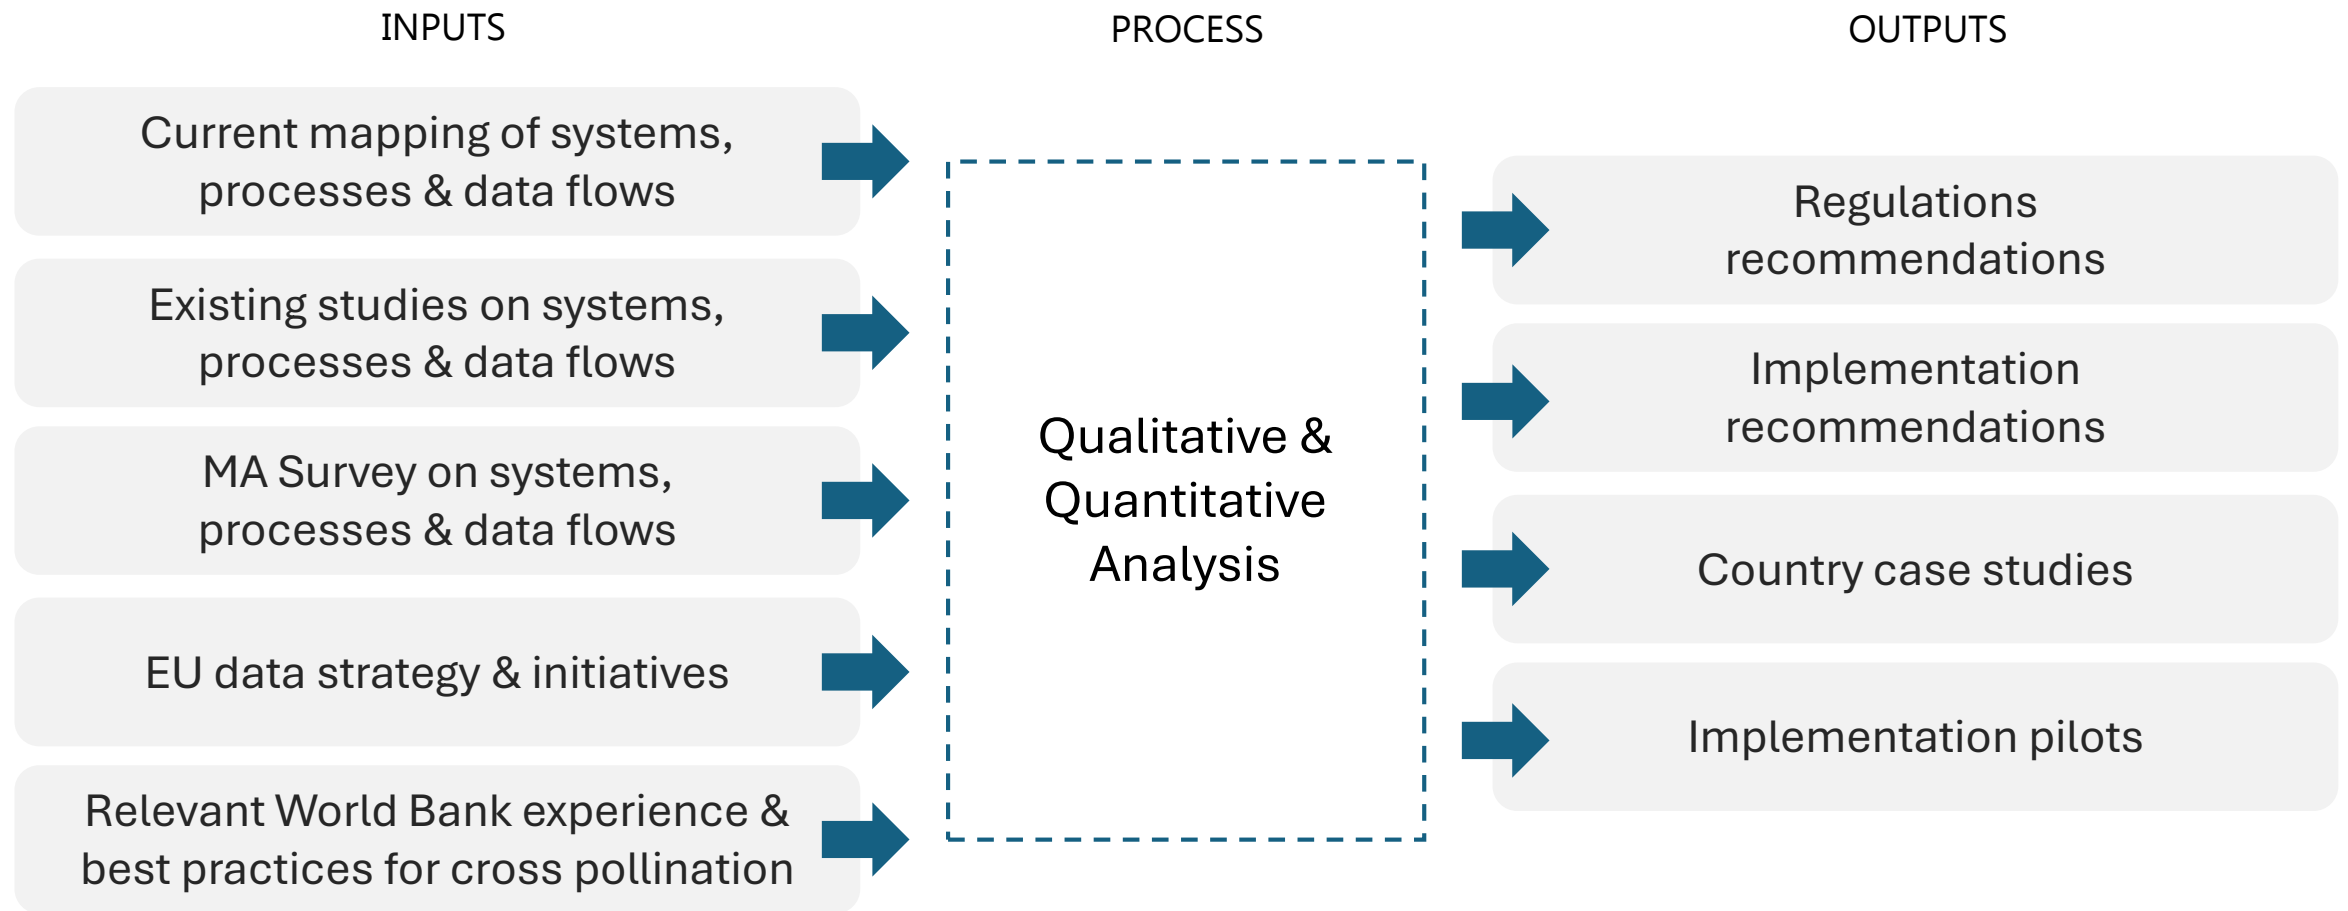 INPUTS
PROCESS
OUTPUTS
Current mapping of systems,
processes & data flows
Existing studies on systems,
processes & data flows
MA Survey on systems,
processes & data flows
EU data strategy & initiatives
Relevant World Bank experience &
best practices for cross pollination
Qualitative &
Quantitative
Analysis
Regulations
recommendations
Implementation
recommendations
Country case studies
Implementation pilots